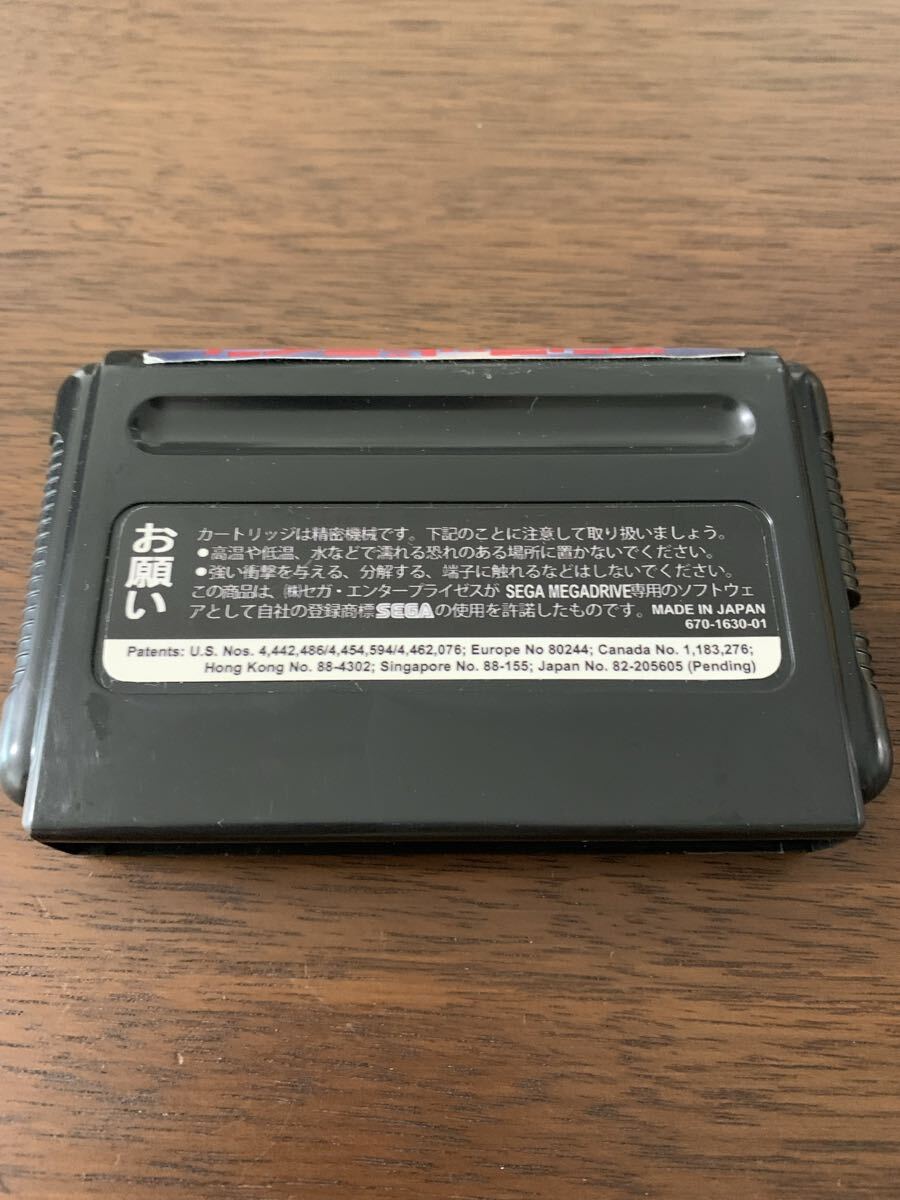 お願い
カートリッジは精密機械です。下記のことに注意して取り扱いましょう。
●高温や低温、水などで濡れる恐れのある場所に置かないでください。
●強い衝撃を与える、分解する、端子に触れるなどはしないでください。
この商品は、㈱セガ・エンタープライゼスが SEGA MEGADRIVE専用のソフトウェ
アとして自社の登録商標SEGAの使用を許諾したものです。 MADE IN JAPAN
670-1630-01
Patents: U.S. Nos. 4,442,486/4,454,594/4,462,076; Europe No 80244; Canada No. 1,183,276;
Hong Kong No. 88-4302; Singapore No. 88-155; Japan No. 82-205605 (Pending)